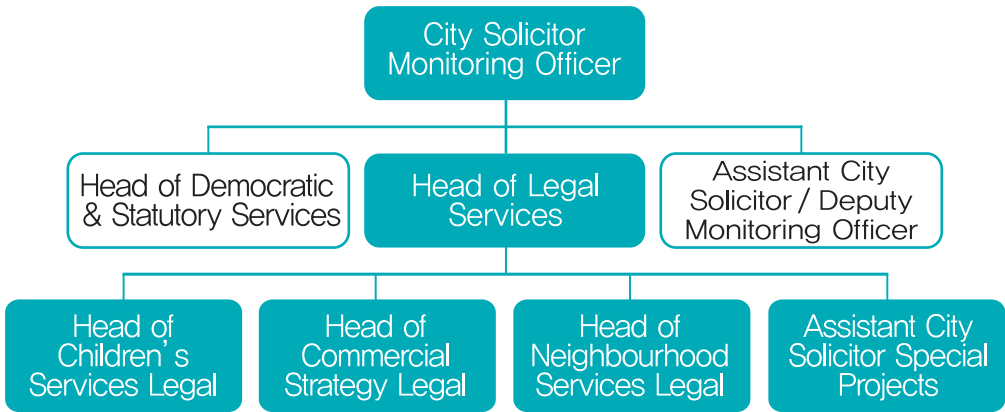 City Solicitor
Monitoring Officer
Head of Democratic
& Statutory Services
Head of Legal
Services
Assistant City
Solicitor / Deputy
Monitoring Officer
Head of
Children's
Services Legal
Head of
Commercial
Strategy Legal
Head of
Neighbourhood
Services Legal
Assistant City
Solicitor Special
Projects